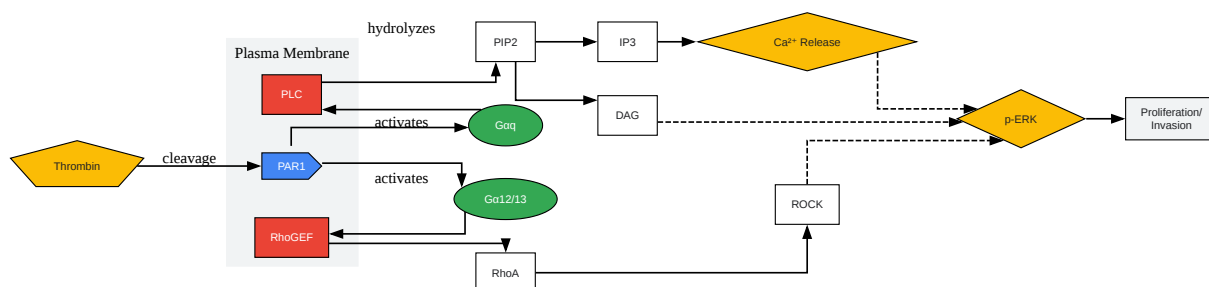 hydrolyzes
Plasma Membrane
PIP2
IP3
Ca²⁺ Release
PLC
DAG
Gαq
activates
p-ERK
Proliferation/
Invasion
Thrombin
cleavage
PAR1
activates
Gα12/13
ROCK
RhoGEF
RhoA